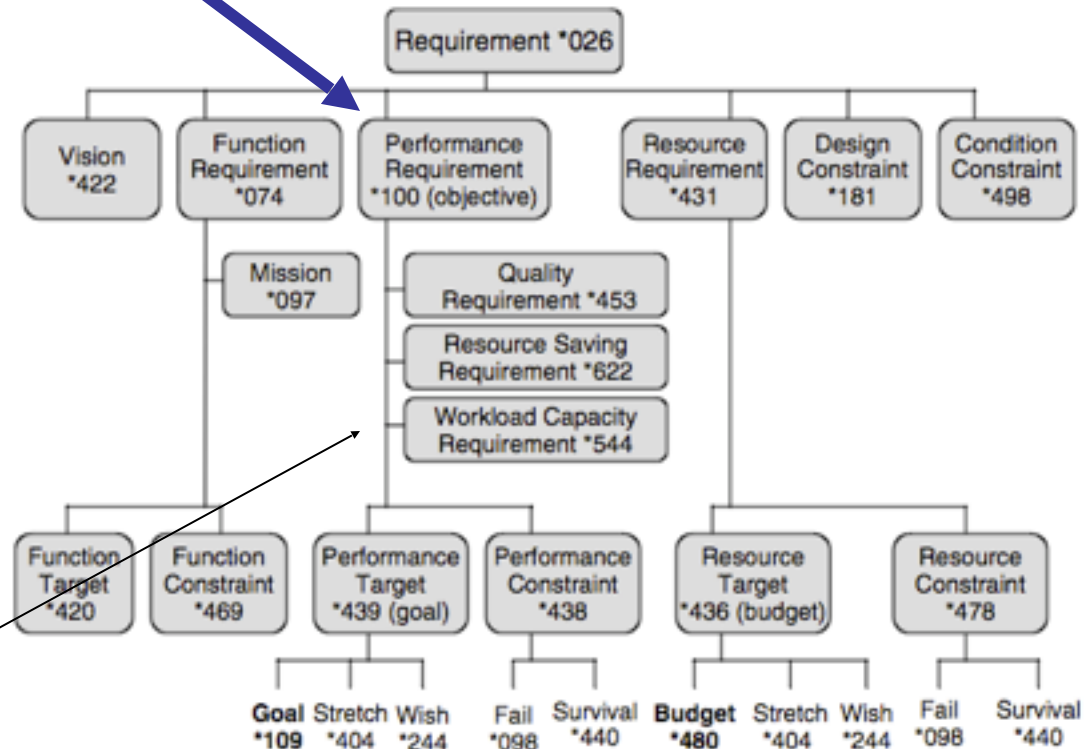 Requirement *026
Vision
*422
Function
Requirement
*074
Performance
Requirement
*100 (objective)
Resource
Requirement
*431
Design
Constraint
*181
Condition
Constraint
*498
Mission
*097
Quality
Requirement *453
Resource Saving
Requirement *622
Workload Capacity
Requirement *544
Function
Target
*420
Function
Constraint
*469
Performance
Target
*439 (goal)
Performance
Constraint
*438
Resource
Target
*436 (budget)
Resource
Constraint
*478
Goal
*109
Stretch
*404
Wish
*244
Fail
*098
Survival
*440
Budget
*480
Stretch
*404
Wish
*244
Fail
*098
Survival
*440